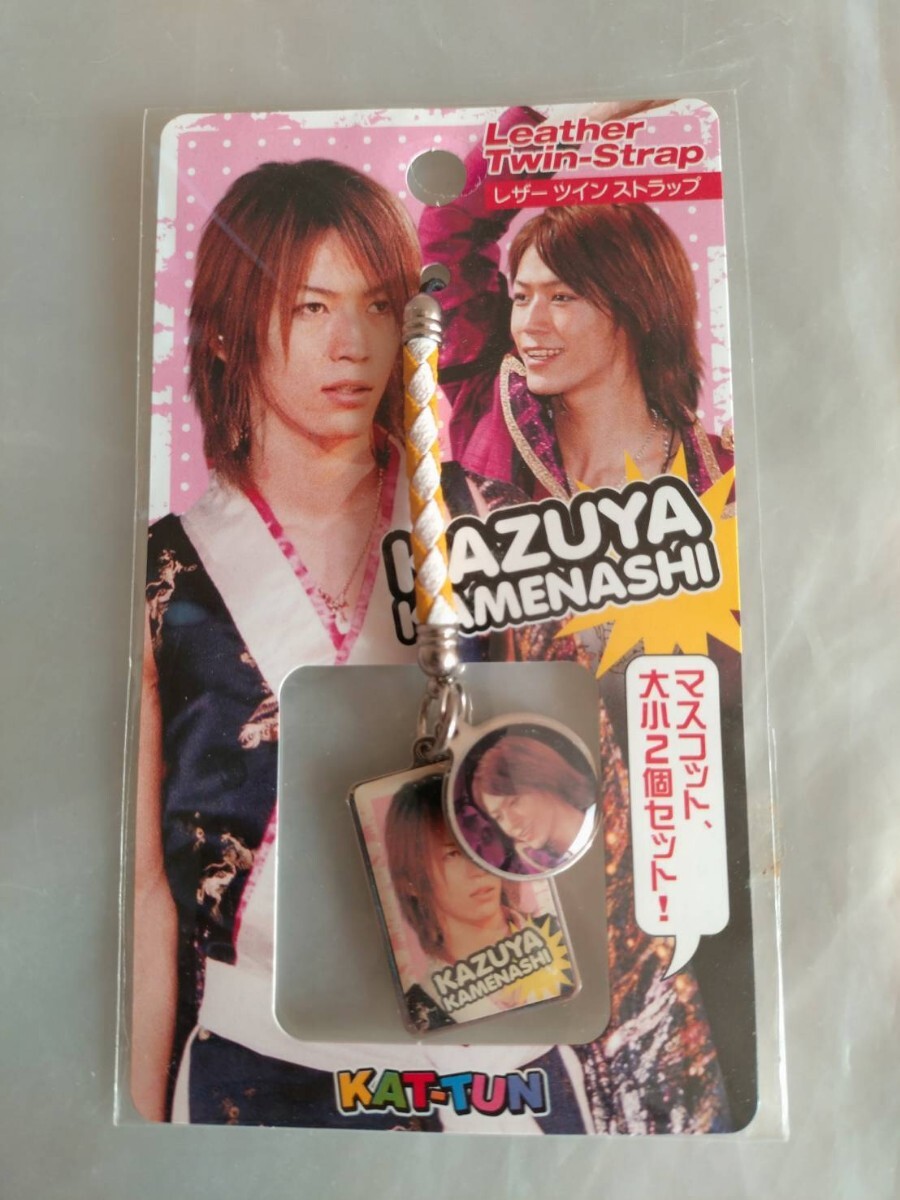 Leather
Twin-Strap
レザー ツイン ストラップ
KAZUYA
KAMENASHI
マスコット、
大小2個セット!
KAZUYA
KAMENASHI
KAT-TUN